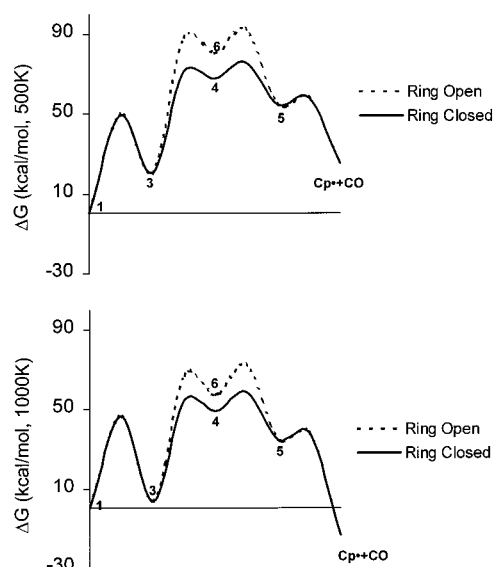 ΔG (kcal/mol, 500K)
90
50
10
-30
1
3
6
4
5
Cp•+CO
Ring Open
Ring Closed
ΔG (kcal/mol, 1000K)
90
50
10
-30
1
3
6
4
5
Cp•+CO
Ring Open
Ring Closed